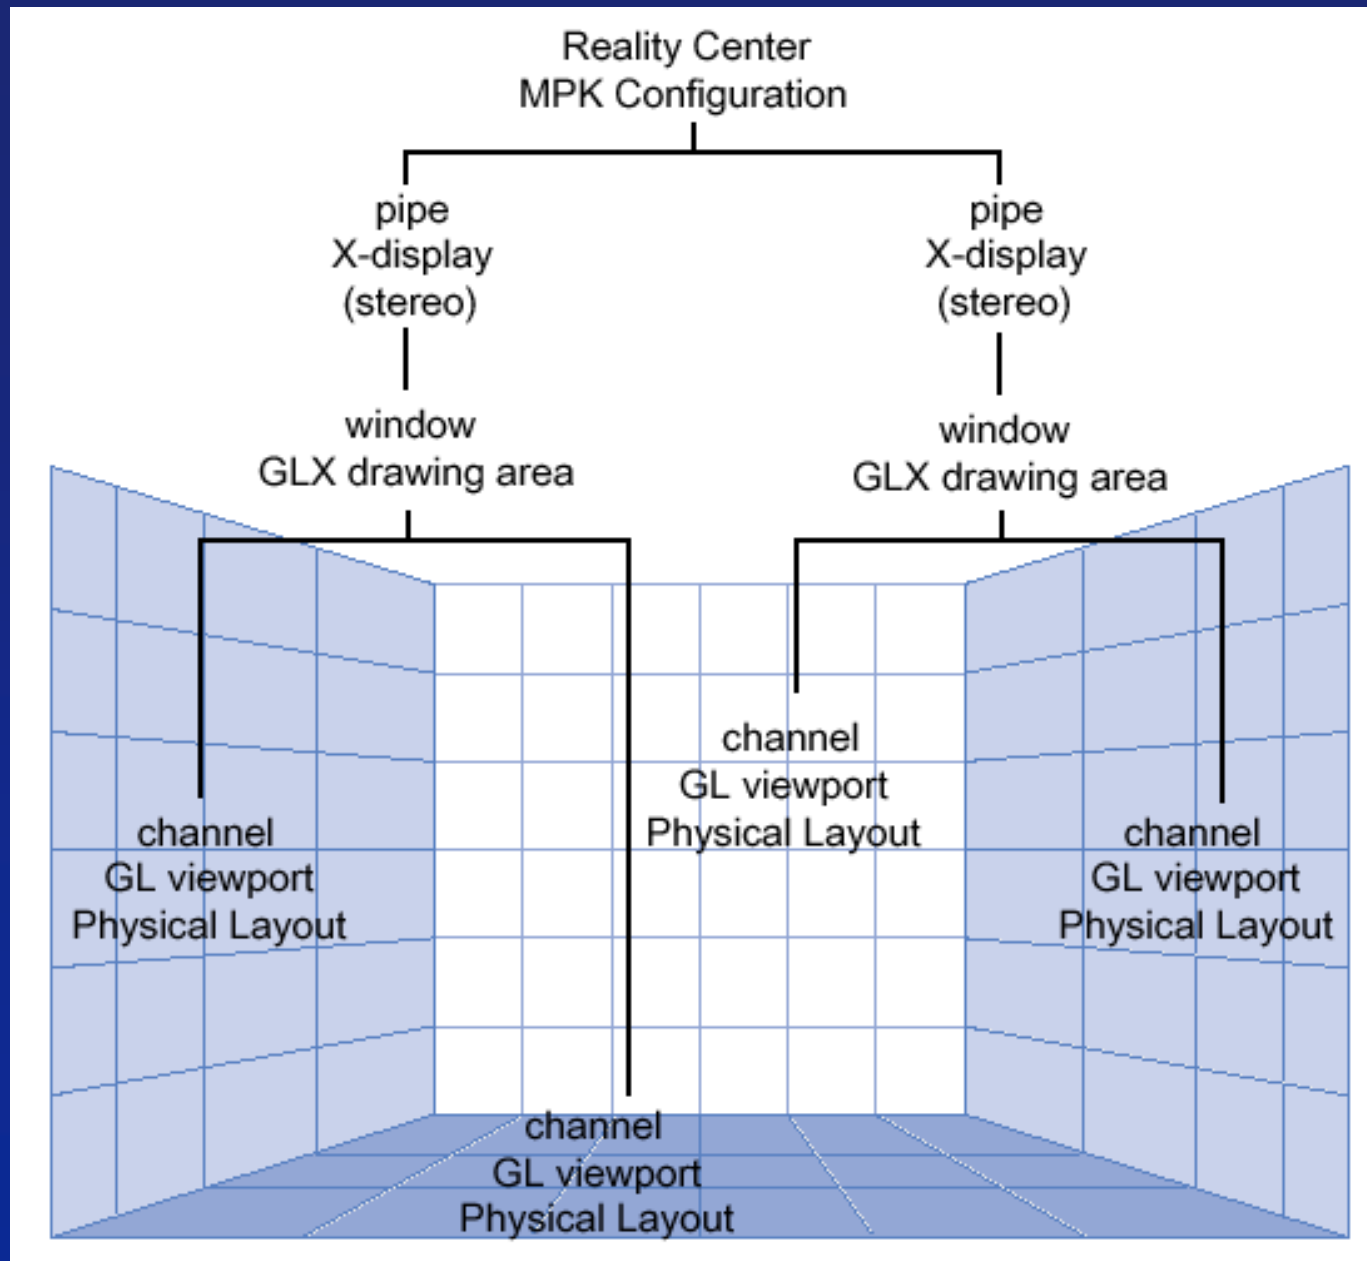 Reality Center
MPK Configuration
pipe
X-display
(stereo)
pipe
X-display
(stereo)
window
GLX drawing area
window
GLX drawing area
channel
GL viewport
Physical Layout
channel
GL viewport
Physical Layout
channel
GL viewport
Physical Layout
channel
GL viewport
Physical Layout